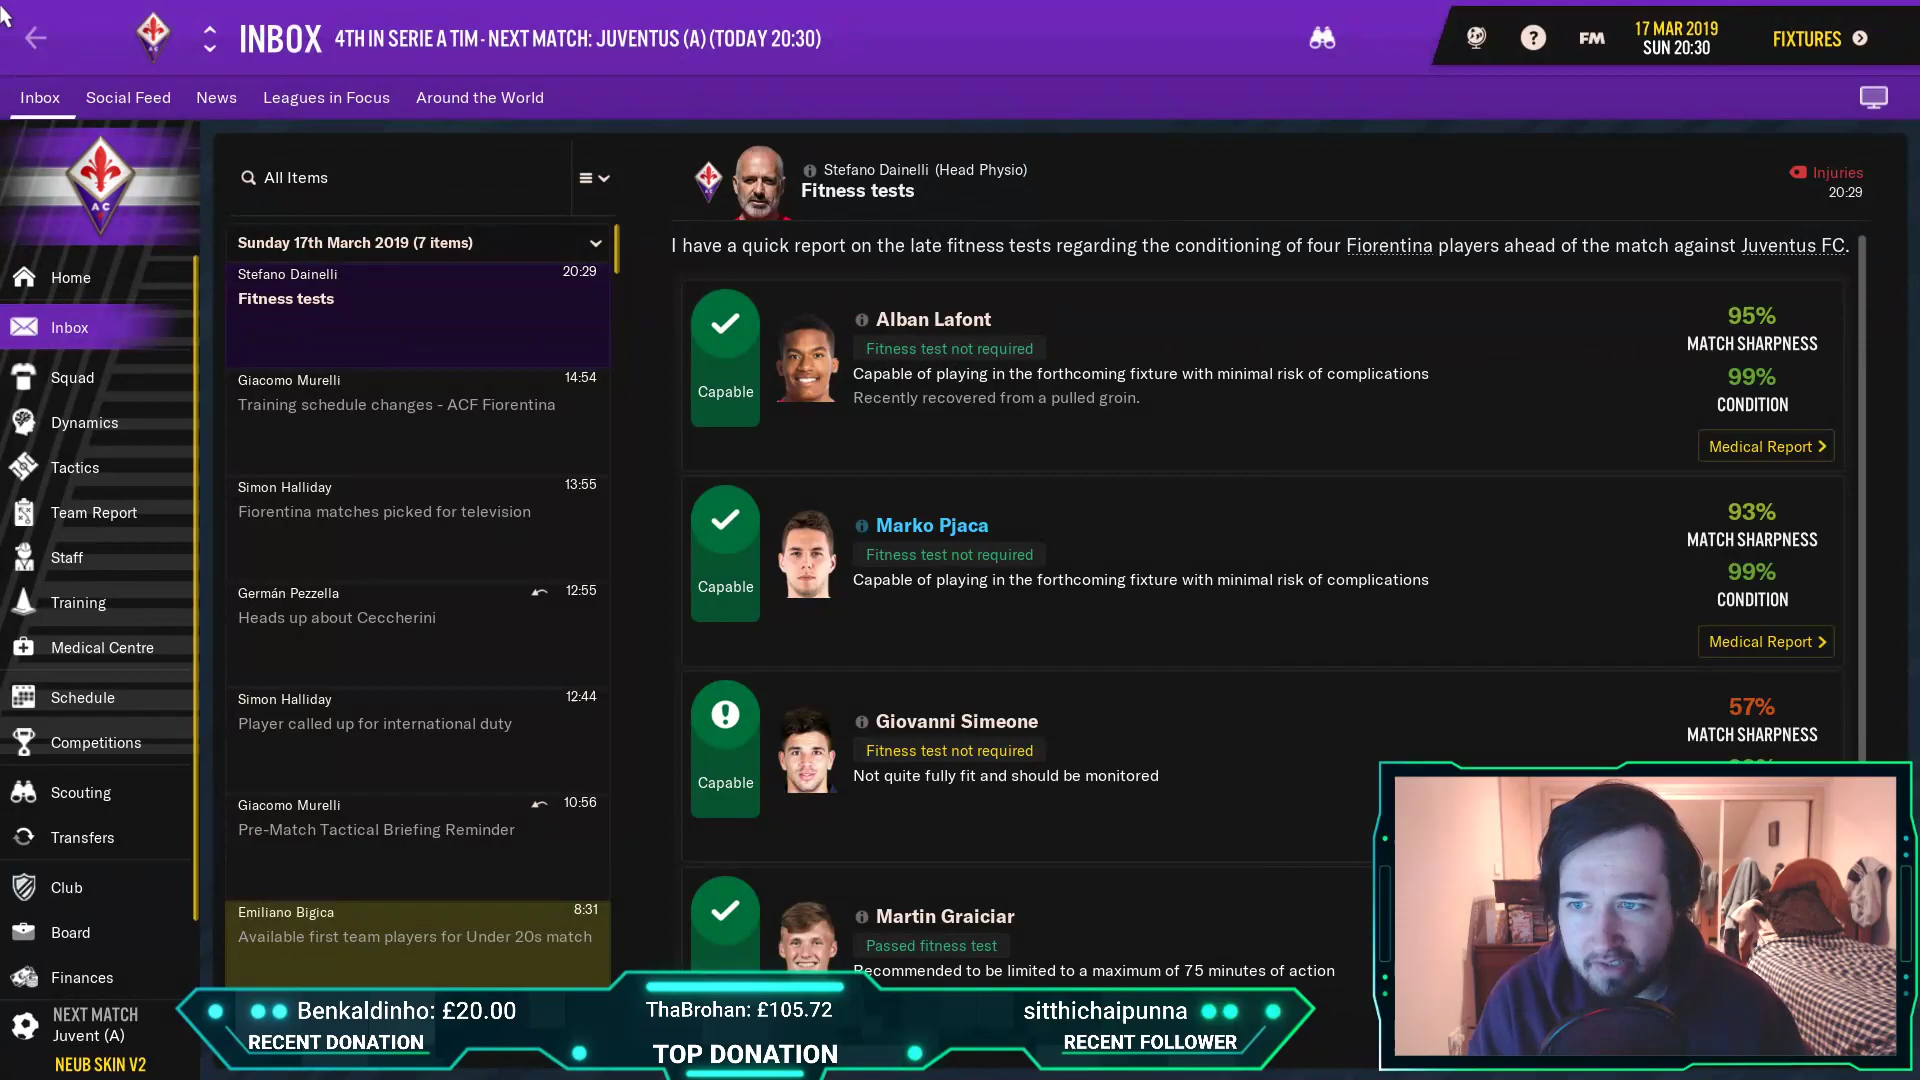 INBOX
4TH IN SERIE A TIM - NEXT MATCH: JUVENTUS (A) (TODAY 20:30)
FM
17 MAR 2019
SUN 20:30
FIXTURES
Inbox
Social Feed
News
Leagues in Focus
Around the World
A C
Home
Inbox
Squad
Dynamics
Tactics
Team Report
Staff
Training
Medical Centre
Schedule
Competitions
Scouting
Transfers
Club
Board
Finances
NEXT MATCH
Juvent (A)
NEUB SKIN V2
All Items
Sunday 17th March 2019 (7 items)
Stefano Dainelli 20:29
Fitness tests
Giacomo Murelli 14:54
Training schedule changes - ACF Fiorentina
Simon Halliday 13:55
Fiorentina matches picked for television
Germán Pezzella 12:55
Heads up about Ceccherini
Simon Halliday 12:44
Player called up for international duty
Giacomo Murelli 10:56
Pre-Match Tactical Briefing Reminder
Emiliano Bigica 8:31
Available first team players for Under 20s match
Stefano Dainelli (Head Physio)
Fitness tests
Injuries
20:29
I have a quick report on the late fitness tests regarding the conditioning of four Fiorentina players ahead of the match against Juventus FC.
Capable
Alban Lafont
Fitness test not required
Capable of playing in the forthcoming fixture with minimal risk of complications
Recently recovered from a pulled groin.
95%
MATCH SHARPNESS
99%
CONDITION
Medical Report
Capable
Marko Pjaca
Fitness test not required
Capable of playing in the forthcoming fixture with minimal risk of complications
93%
MATCH SHARPNESS
99%
CONDITION
Medical Report
Capable
Giovanni Simeone
Fitness test not required
Not quite fully fit and should be monitored
57%
MATCH SHARPNESS
Martin Graiciar
Passed fitness test
Recommended to be limited to a maximum of 75 minutes of action
Benkaldinho: £20.00
RECENT DONATION
ThaBrohan: £105.72
TOP DONATION
sitthichaipunna
RECENT FOLLOWER